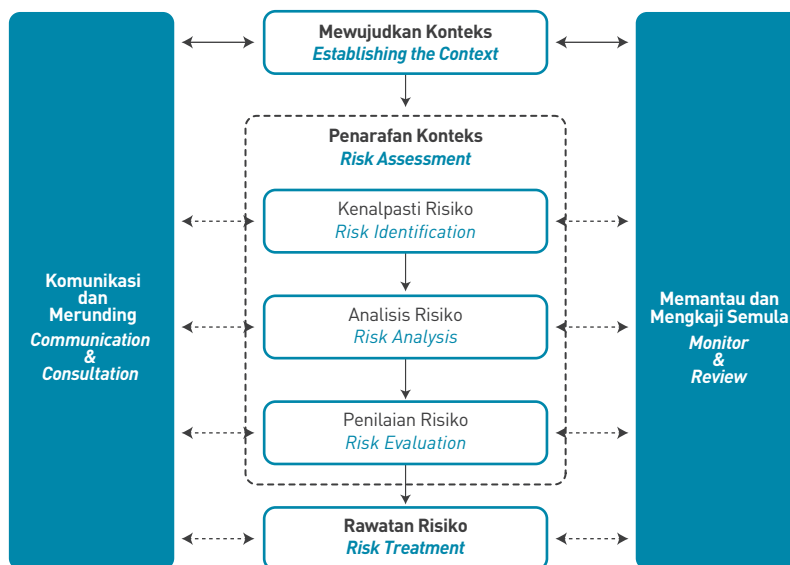 Mewujudkan Konteks
Establishing the Context
Penarafan Konteks
Risk Assessment
Kenalpasti Risiko
Risk Identification
Analisis Risiko
Risk Analysis
Penilaian Risiko
Risk Evaluation
Rawatan Risiko
Risk Treatment
Komunikasi
dan
Merunding
Communication
&
Consultation
Memantau dan
Mengkaji Semula
Monitor
&
Review